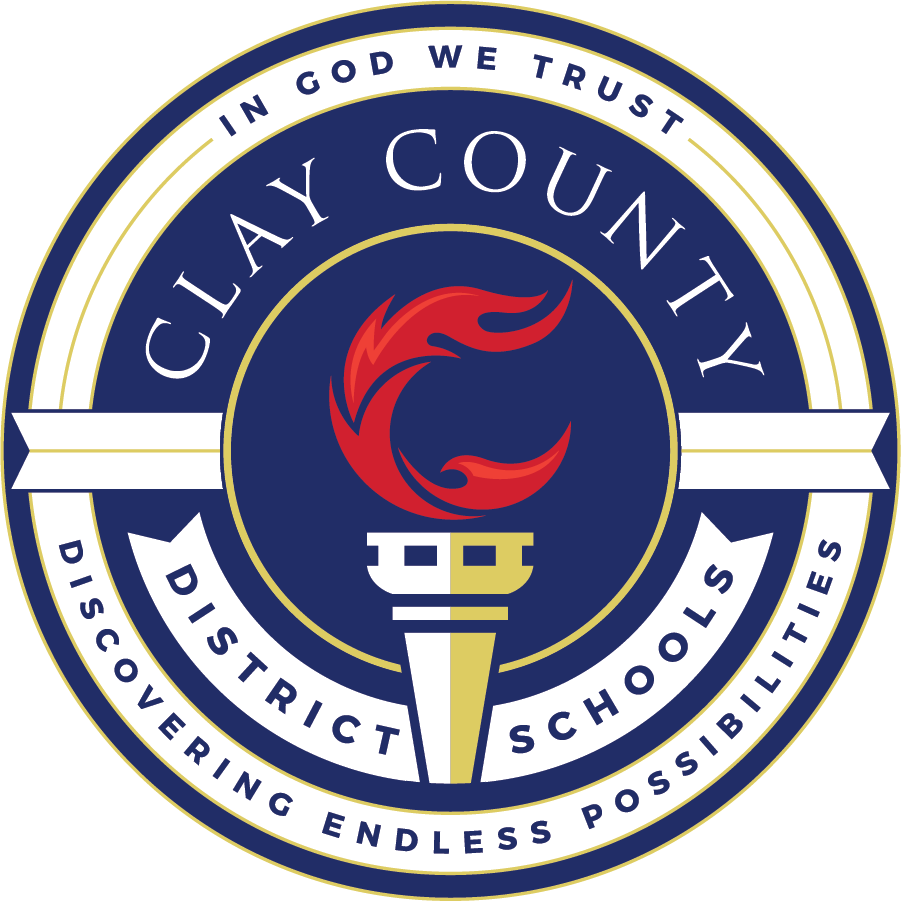 IN GOD WE TRUST
CLAY COUNTY
DISTRICT SCHOOLS
DISCOVERING ENDLESS POSSIBILITIES